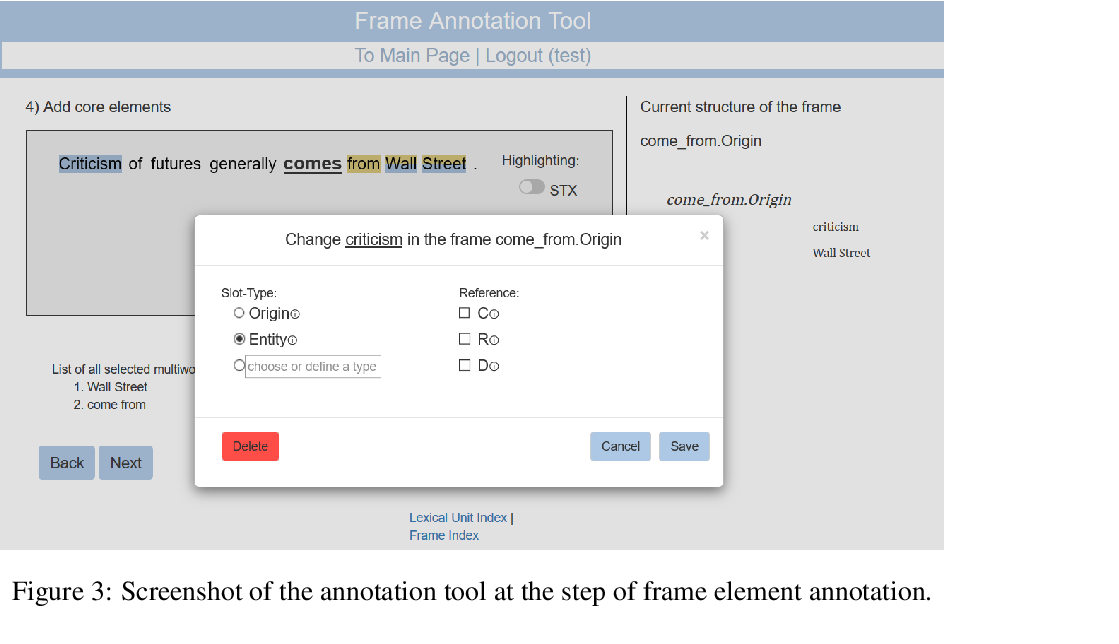 Frame Annotation Tool
To Main Page | Logout (test)
4) Add core elements
Criticism of futures generally comes from Wall Street .
Highlighting:
STX
Current structure of the frame
come_from.Origin
come_from.Origin
criticism
Wall Street
Change criticism in the frame come_from.Origin
×
Slot-Type:
Origin
Entity
choose or define a type
Reference:
C
R
D
Delete
Cancel
Save
List of all selected multiwo
1. Wall Street
2. come from
Back
Next
Lexical Unit Index |
Frame Index
Figure 3: Screenshot of the annotation tool at the step of frame element annotation.